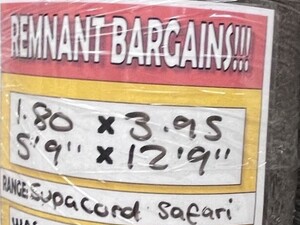 REMNANT BARGAINS!!!
1.80 x 3.95
5'9" x 12'9"
RANGE: Supacord Safari